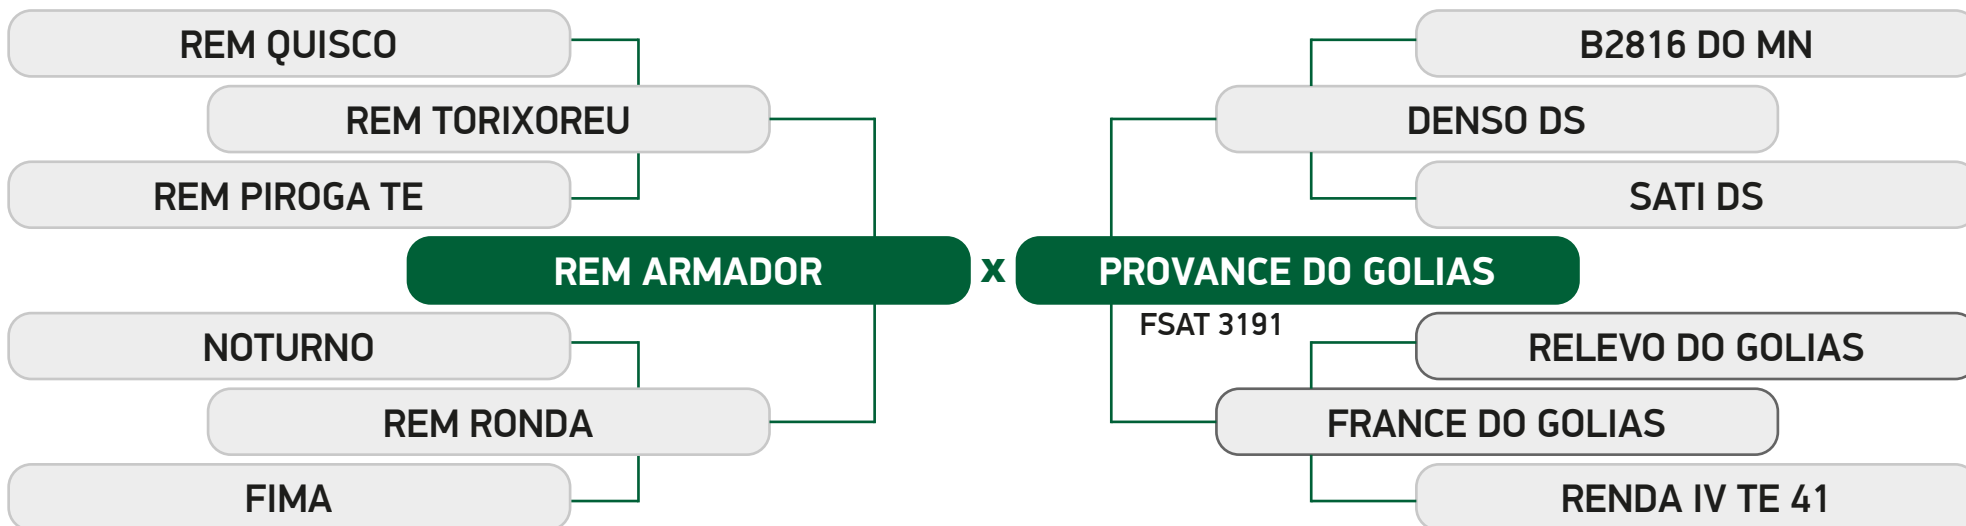 REM QUISCO
B2816 DO MN
REM TORIXOREU
DENSO DS
REM PIROGA TE
SATI DS
REM ARMADOR x PROVANCE DO GOLIAS
FSAT 3191
NOTURNO
RELEVO DO GOLIAS
REM RONDA
FRANCE DO GOLIAS
FIMA
RENDA IV TE 41